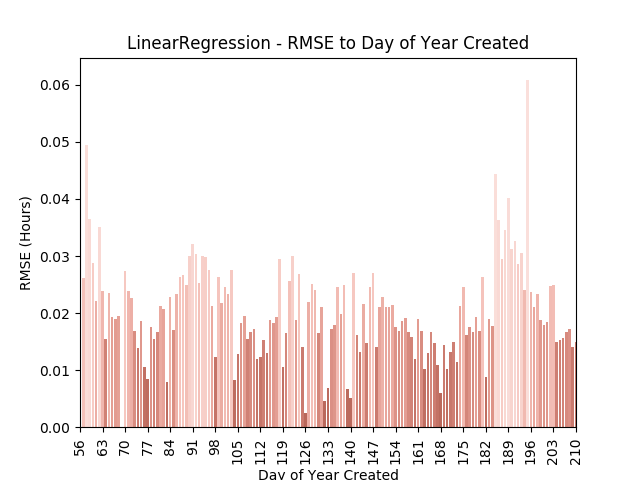 LinearRegression - RMSE to Day of Year Created
0.06
0.05
0.04
0.03
0.02
0.01
0.00
RMSE (Hours)
56 63 70 77 84 91 98 105 112 119 126 133 140 147 154 161 168 175 182 189 196 203 210
Day of Year Created